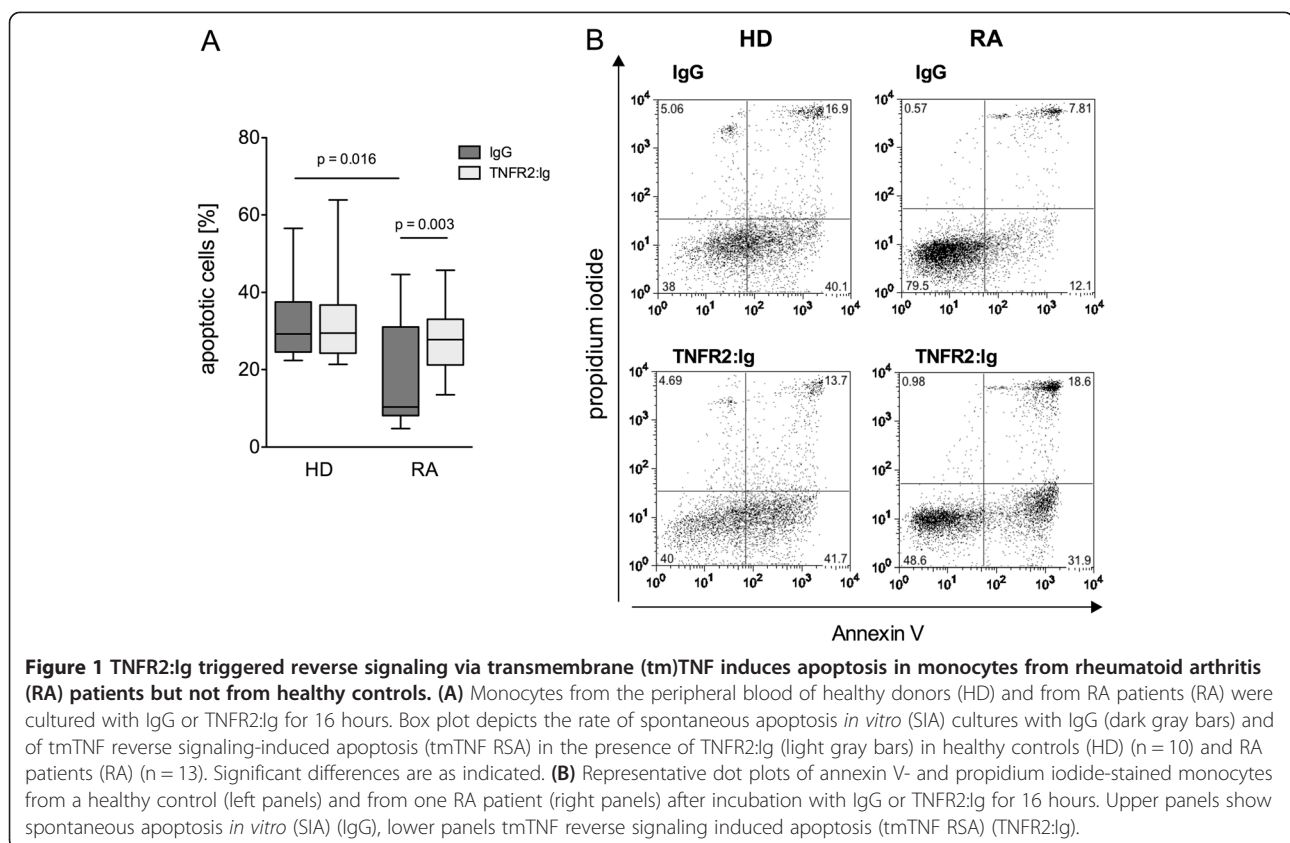 A
80
60
40
20
0
apoptotic cells [%]
p = 0.016
p = 0.003
IgG
TNFR2:Ig
HD
RA
B
HD
RA
propidium iodide
IgG
10⁴
10³
10²
10¹
10⁰
5.06
16.9
38
40.1
10⁰ 10¹ 10² 10³ 10⁴
IgG
10⁴
10³
10²
10¹
10⁰
0.57
7.81
79.5
12.1
10⁰ 10¹ 10² 10³ 10⁴
TNFR2:Ig
10⁴
10³
10²
10¹
10⁰
4.69
13.7
40
41.7
10⁰ 10¹ 10² 10³ 10⁴
TNFR2:Ig
10⁴
10³
10²
10¹
10⁰
0.98
18.6
48.6
31.9
10⁰ 10¹ 10² 10³ 10⁴
Annexin V
Figure 1 TNFR2:Ig triggered reverse signaling via transmembrane (tm)TNF induces apoptosis in monocytes from rheumatoid arthritis
(RA) patients but not from healthy controls. (A) Monocytes from the peripheral blood of healthy donors (HD) and from RA patients (RA) were
cultured with IgG or TNFR2:Ig for 16 hours. Box plot depicts the rate of spontaneous apoptosis in vitro (SIA) cultures with IgG (dark gray bars) and
of tmTNF reverse signaling-induced apoptosis (tmTNF RSA) in the presence of TNFR2:Ig (light gray bars) in healthy controls (HD) (n = 10) and RA
patients (RA) (n = 13). Significant differences are as indicated. (B) Representative dot plots of annexin V- and propidium iodide-stained monocytes
from a healthy control (left panels) and from one RA patient (right panels) after incubation with IgG or TNFR2:Ig for 16 hours. Upper panels show
spontaneous apoptosis in vitro (SIA) (IgG), lower panels tmTNF reverse signaling induced apoptosis (tmTNF RSA) (TNFR2:Ig).